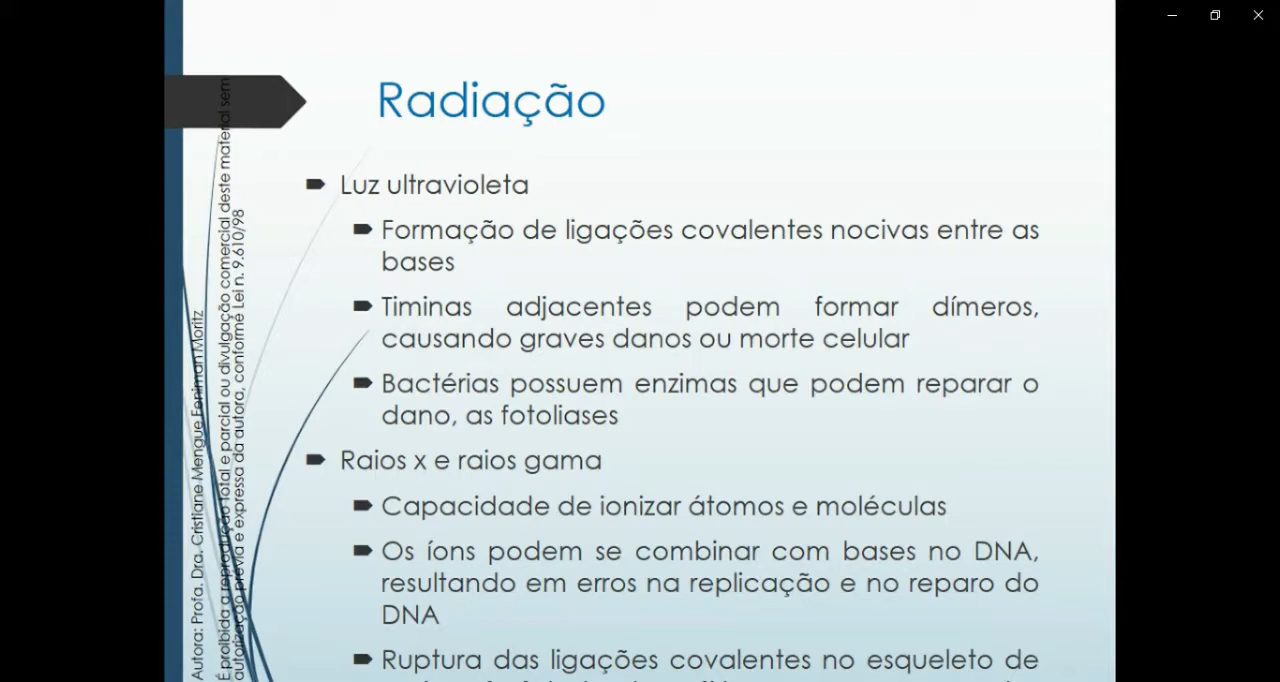 Radiação
Luz ultravioleta
Formação de ligações covalentes nocivas entre as
bases
Timinas adjacentes podem formar dímeros,
causando graves danos ou morte celular
Bactérias possuem enzimas que podem reparar o
dano, as fotoliases
Raios x e raios gama
Capacidade de ionizar átomos e moléculas
Os íons podem se combinar com bases no DNA,
resultando em erros na replicação e no reparo do
DNA
Ruptura das ligações covalentes no esqueleto de
Autora: Profa. Dra. Cristiane Mengue Feniman Moritz
É proibida a reprodução total e parcial ou divulgação comercial deste material sem
autorização prévia e expressa da autora, conforme Lei n. 9.610/98